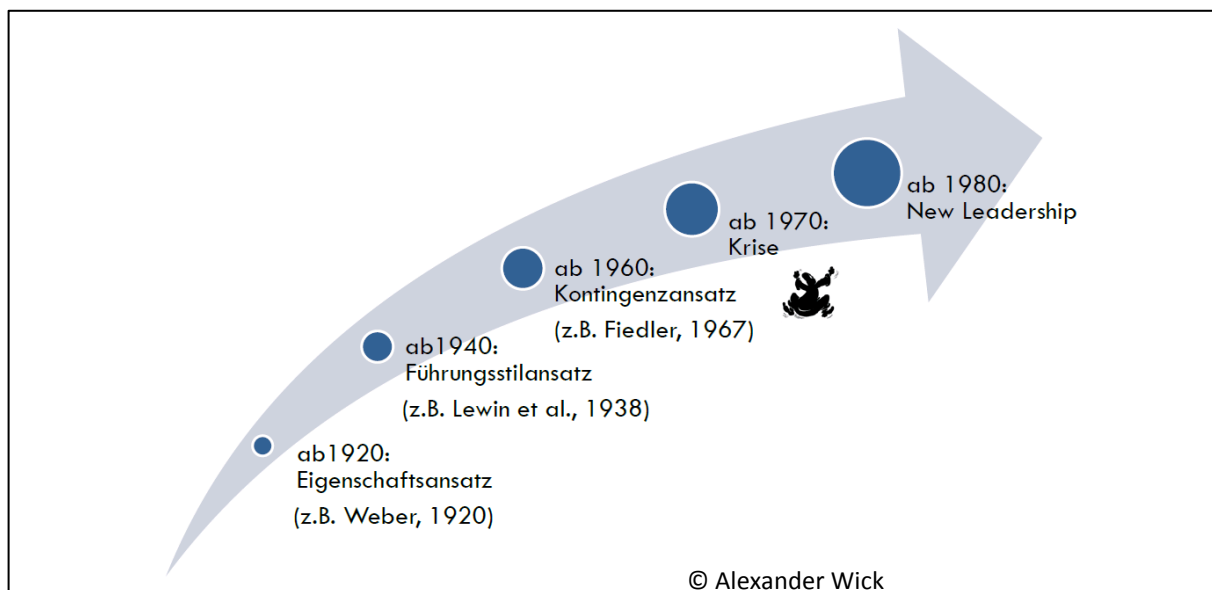 ab1920:
Eigenschaftsansatz
(z.B. Weber, 1920)
ab1940:
Führungsstilansatz
(z.B. Lewin et al., 1938)
ab 1960:
Kontingenzansatz
(z.B. Fiedler, 1967)
ab 1970:
Krise
ab 1980:
New Leadership
© Alexander Wick